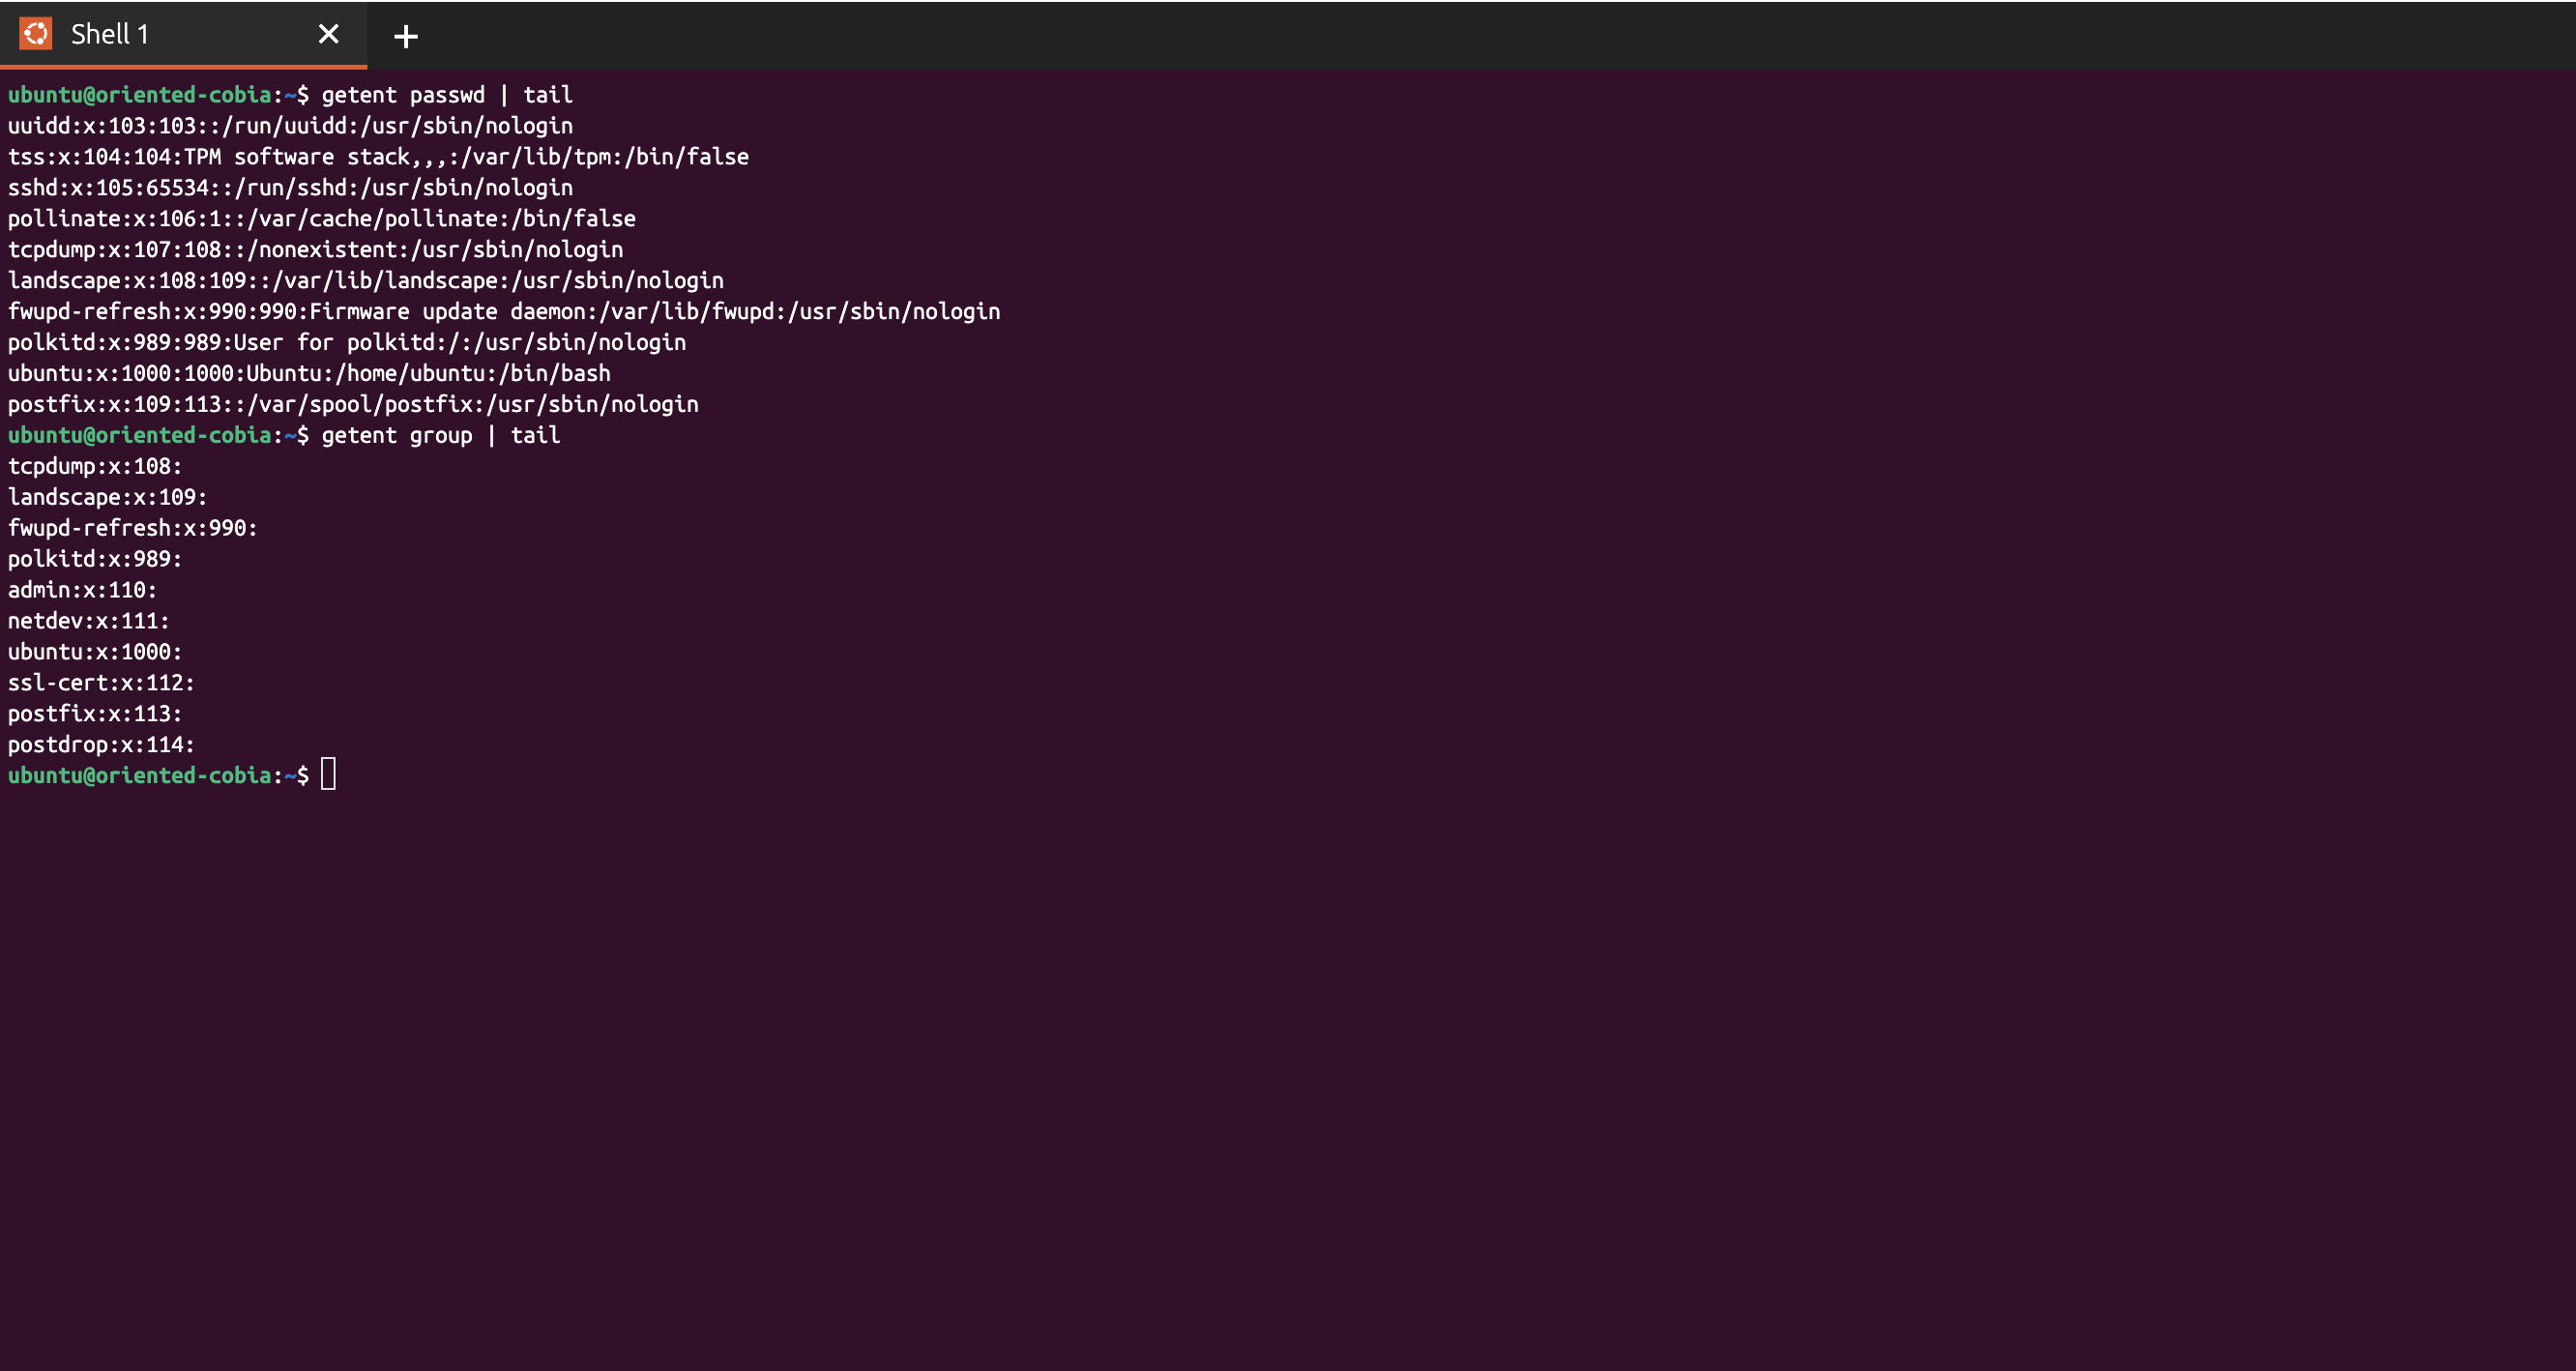 Shell 1
ubuntu@oriented-cobia:~$ getent passwd | tail
uuidd:x:103:103::/run/uuidd:/usr/sbin/nologin
tss:x:104:104:TPM software stack,,,:/var/lib/tpm:/bin/false
sshd:x:105:65534::/run/sshd:/usr/sbin/nologin
pollinate:x:106:1::/var/cache/pollinate:/bin/false
tcpdump:x:107:108::/nonexistent:/usr/sbin/nologin
landscape:x:108:109::/var/lib/landscape:/usr/sbin/nologin
fwupd-refresh:x:990:990:Firmware update daemon:/var/lib/fwupd:/usr/sbin/nologin
polkitd:x:989:989:User for polkitd:/:/usr/sbin/nologin
ubuntu:x:1000:1000:Ubuntu:/home/ubuntu:/bin/bash
postfix:x:109:113::/var/spool/postfix:/usr/sbin/nologin
ubuntu@oriented-cobia:~$ getent group | tail
tcpdump:x:108:
landscape:x:109:
fwupd-refresh:x:990:
polkitd:x:989:
admin:x:110:
netdev:x:111:
ubuntu:x:1000:
ssl-cert:x:112:
postfix:x:113:
postdrop:x:114:
ubuntu@oriented-cobia:~$